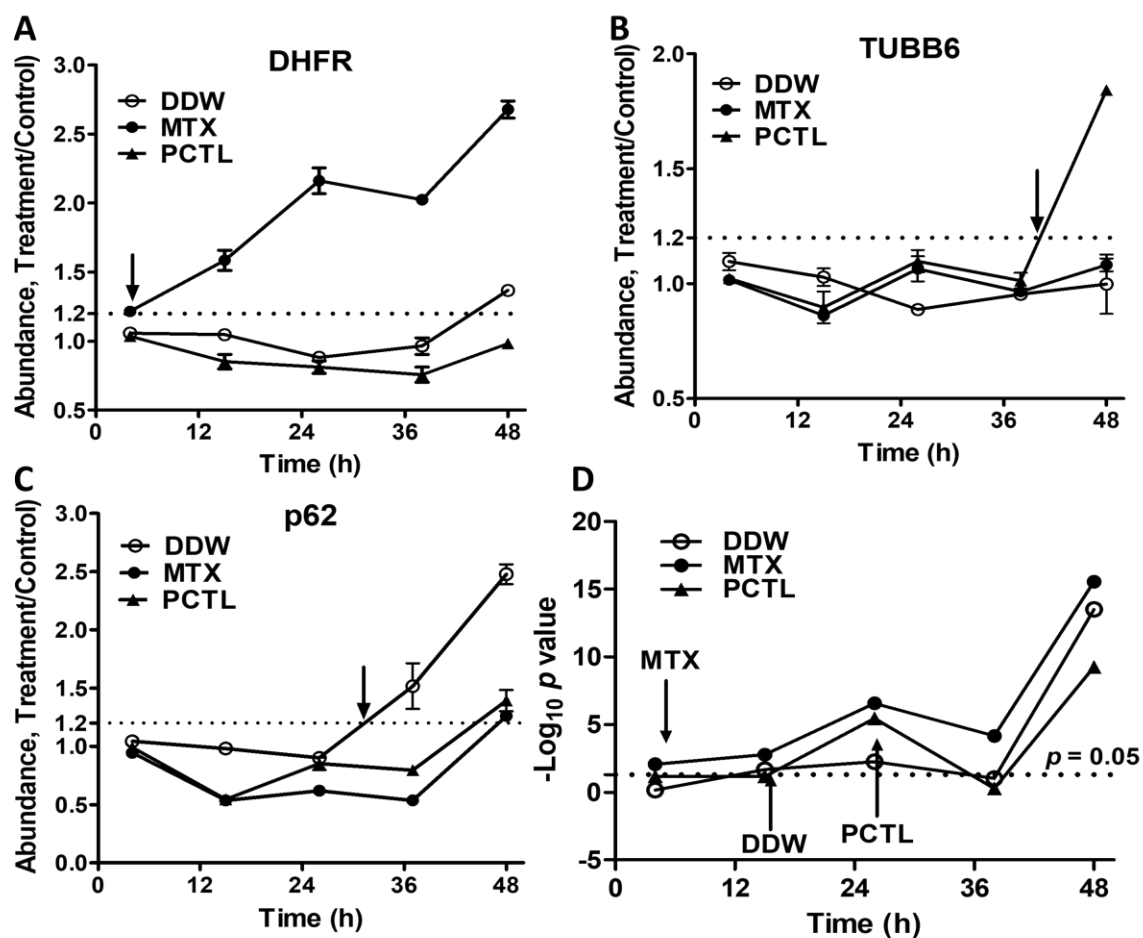 A
DHFR
Abundance, Treatment/Control)
3.0
2.5
2.0
1.5
1.2
1.0
0.5
DDW
MTX
PCTL
0 12 24 36 48
Time (h)
B
TUBB6
Abundance, Treatment/Control)
2.0
1.5
1.2
1.0
0.5
DDW
MTX
PCTL
0 12 24 36 48
Time (h)
C
p62
Abundance, Treatment/Control)
3.0
2.5
2.0
1.5
1.2
1.0
0.5
0.0
DDW
MTX
PCTL
0 12 24 36 48
Time (h)
D
-Log10 p value
20
15
10
5
0
-5
DDW
MTX
PCTL
MTX
DDW
PCTL
p = 0.05
0 12 24 36 48
Time (h)